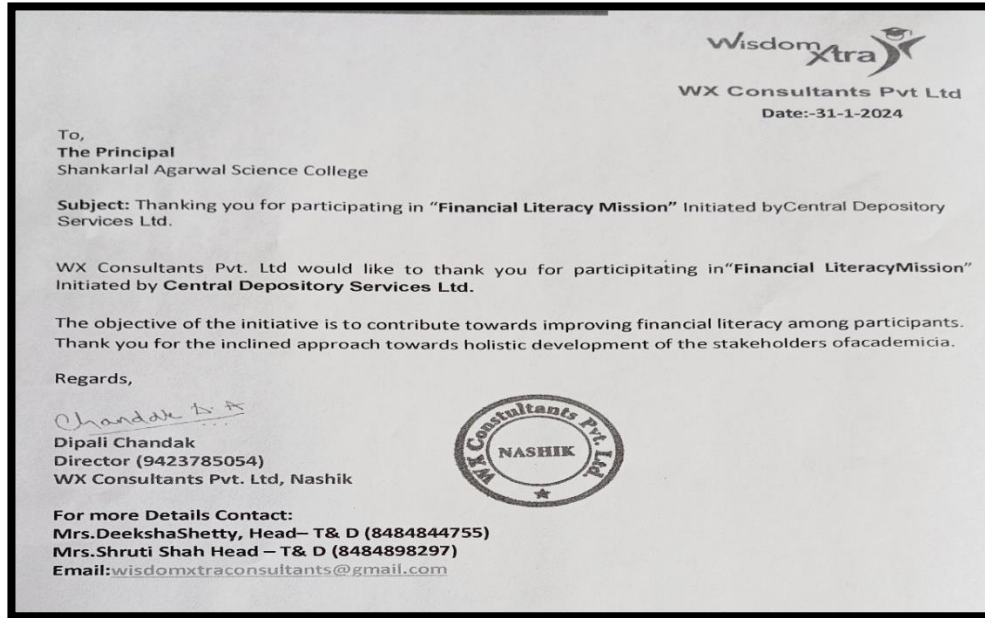 Wisdom
Xtra
WX Consultants Pvt Ltd
Date:-31-1-2024
To,
The Principal
Shankarlal Agarwal Science College
Subject: Thanking you for participating in "Financial Literacy Mission" Initiated byCentral Depository
Services Ltd.
WX Consultants Pvt. Ltd would like to thank you for participitating in"Financial LiteracyMission"
Initiated by Central Depository Services Ltd.
The objective of the initiative is to contribute towards improving financial literacy among participants.
Thank you for the inclined approach towards holistic development of the stakeholders ofacademicia.
Regards,
Chandak D. A
Dipali Chandak
Director (9423785054)
WX Consultants Pvt. Ltd, Nashik
WX Constultants Pvt. Ltd.
NASHIK
For more Details Contact:
Mrs.DeekshaShetty, Head– T& D (8484844755)
Mrs.Shruti Shah Head – T& D (8484898297)
Email:wisdomxtraconsultants@gmail.com